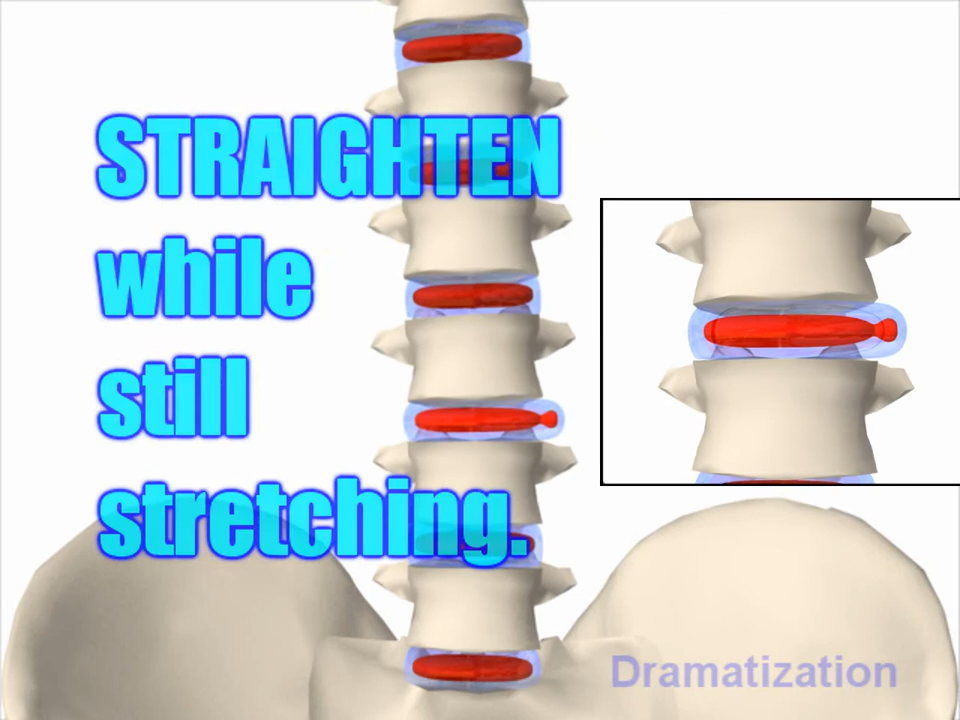 STRAIGHTEN
while
still
stretching.
Dramatization